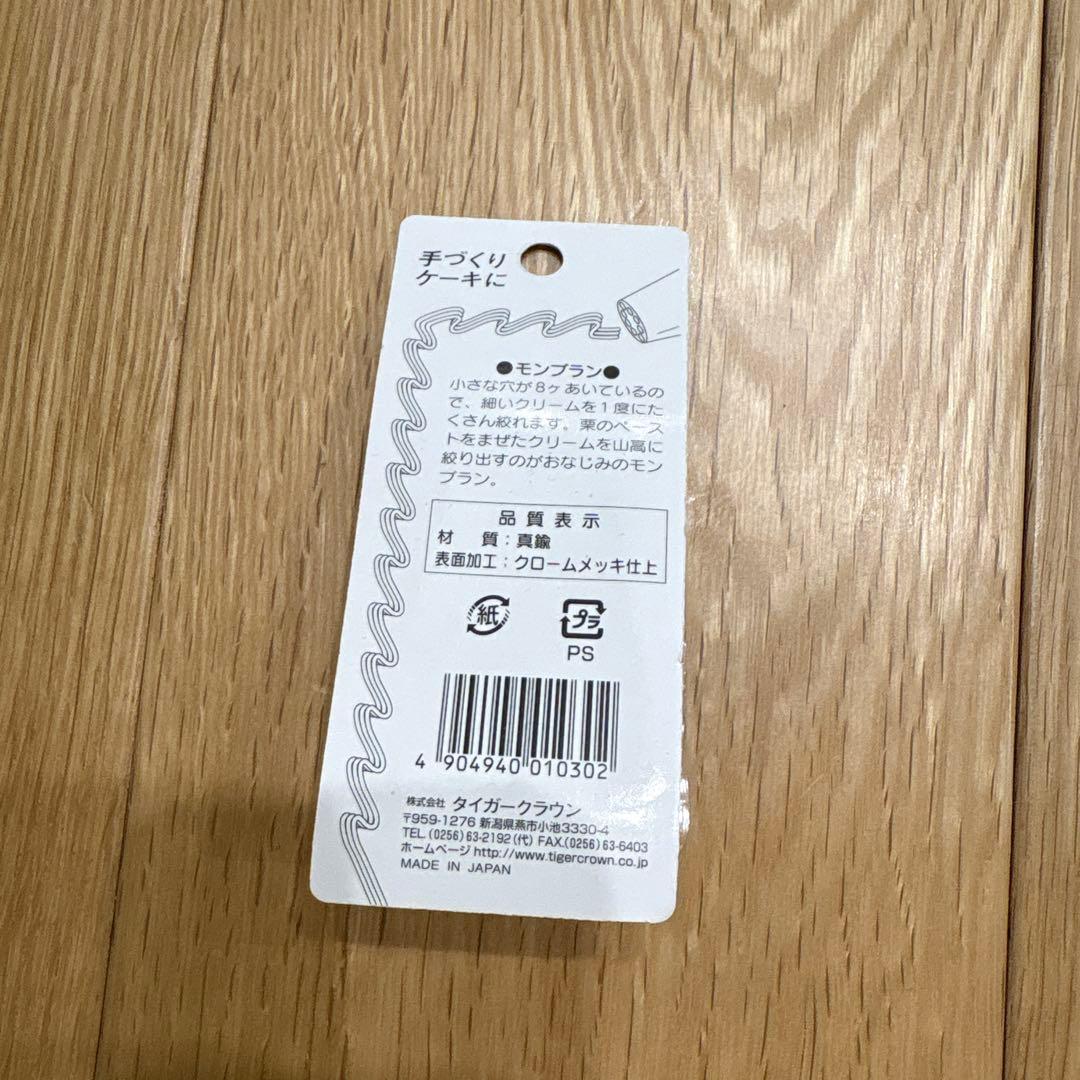 手づくり
ケーキに
●モンブラン●
小さな穴が8ヶあいているの
で、細いクリームを1度にた
くさん絞れます。栗のペース
トをまぜたクリームを山高に
絞り出すのがおなじみのモン
ブラン。
品質表示
材 質:真鍮
表面加工:クロームメッキ仕上
紙
プラ
PS
4 904940 010302
株式会社 タイガークラウン
〒959-1276 新潟県燕市小池3330-4
TEL.(0256)63-2192(代) FAX.(0256)63-6403
ホームページ http://www.tigercrown.co.jp
MADE IN JAPAN